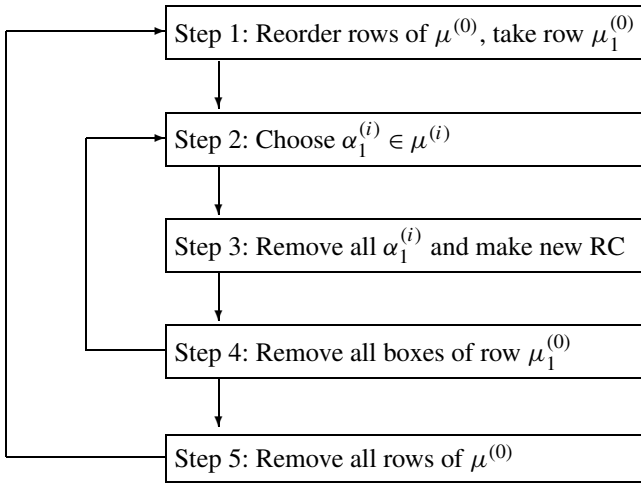 Step 1: Reorder rows of μ^{(0)}, take row μ_1^{(0)}
Step 2: Choose α_1^{(i)} ∈ μ^{(i)}
Step 3: Remove all α_1^{(i)} and make new RC
Step 4: Remove all boxes of row μ_1^{(0)}
Step 5: Remove all rows of μ^{(0)}